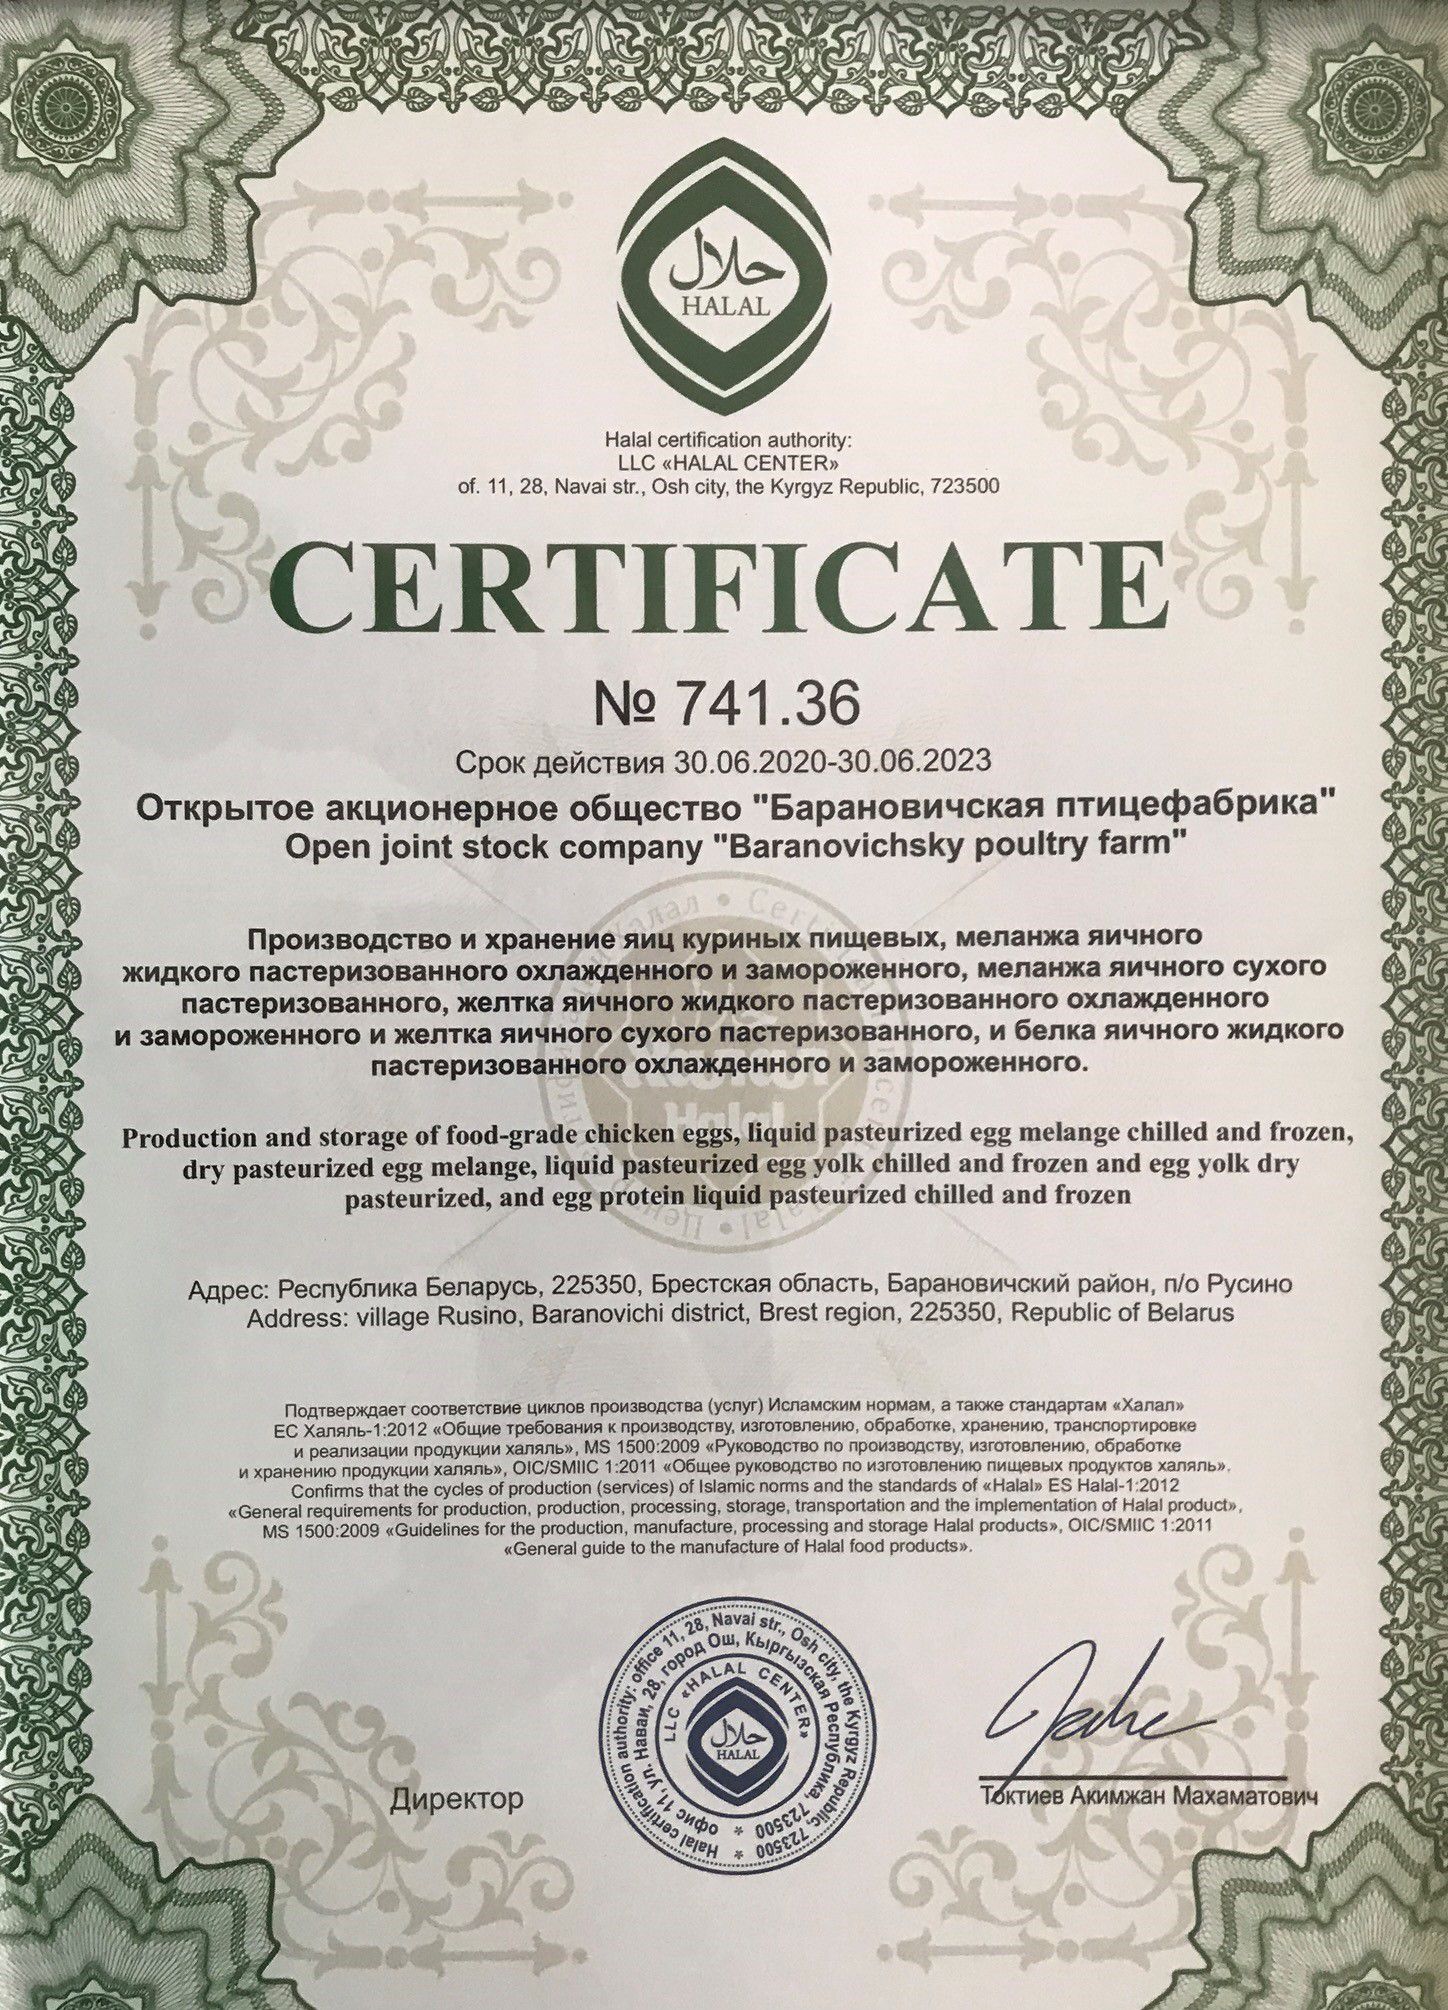 حلال
HALAL
Halal certification authority:
LLC «HALAL CENTER»
of. 11, 28, Navai str., Osh city, the Kyrgyz Republic, 723500
CERTIFICATE
№ 741.36
Срок действия 30.06.2020-30.06.2023
Открытое акционерное общество "Барановичская птицефабрика"
Open joint stock company "Baranovichsky poultry farm"
Производство и хранение яиц куриных пищевых, меланжа яичного
жидкого пастеризованного охлажденного и замороженного, меланжа яичного сухого
пастеризованного, желтка яичного жидкого пастеризованного охлажденного
и замороженного и желтка яичного сухого пастеризованного, и белка яичного жидкого
пастеризованного охлажденного и замороженного.
Production and storage of food-grade chicken eggs, liquid pasteurized egg melange chilled and frozen,
dry pasteurized egg melange, liquid pasteurized egg yolk chilled and frozen and egg yolk dry
pasteurized, and egg protein liquid pasteurized chilled and frozen
Адрес: Республика Беларусь, 225350, Брестская область, Барановичский район, п/о Русино
Address: village Rusino, Baranovichi district, Brest region, 225350, Republic of Belarus
Подтверждает соответствие циклов производства (услуг) Исламским нормам, а также стандартам «Халал»
ЕС Халяль-1:2012 «Общие требования к производству, изготовлению, обработке, хранению, транспортировке
и реализации продукции халяль», MS 1500:2009 «Руководство по производству, изготовлению, обработке
и хранению продукции халяль», OIC/SMIIC 1:2011 «Общее руководство по изготовлению пищевых продуктов халяль».
Confirms that the cycles of production (services) of Islamic norms and the standards of «Halal» ES Halal-1:2012
«General requirements for production, production, processing, storage, transportation and the implementation of Halal product»,
MS 1500:2009 «Guidelines for the production, manufacture, processing and storage Halal products», OIC/SMIIC 1:2011
«General guide to the manufacture of Halal food products».
Halal certification authority: office 11, 28, Navai str., Osh city, the Kyrgyz Republic, 723500
офис 11, ул. Наваи, 28, город Ош, Кыргызская Республика, 723500
LLC «HALAL CENTER»
حلال
HALAL
Директор
Токтиев Акимжан Махаматович